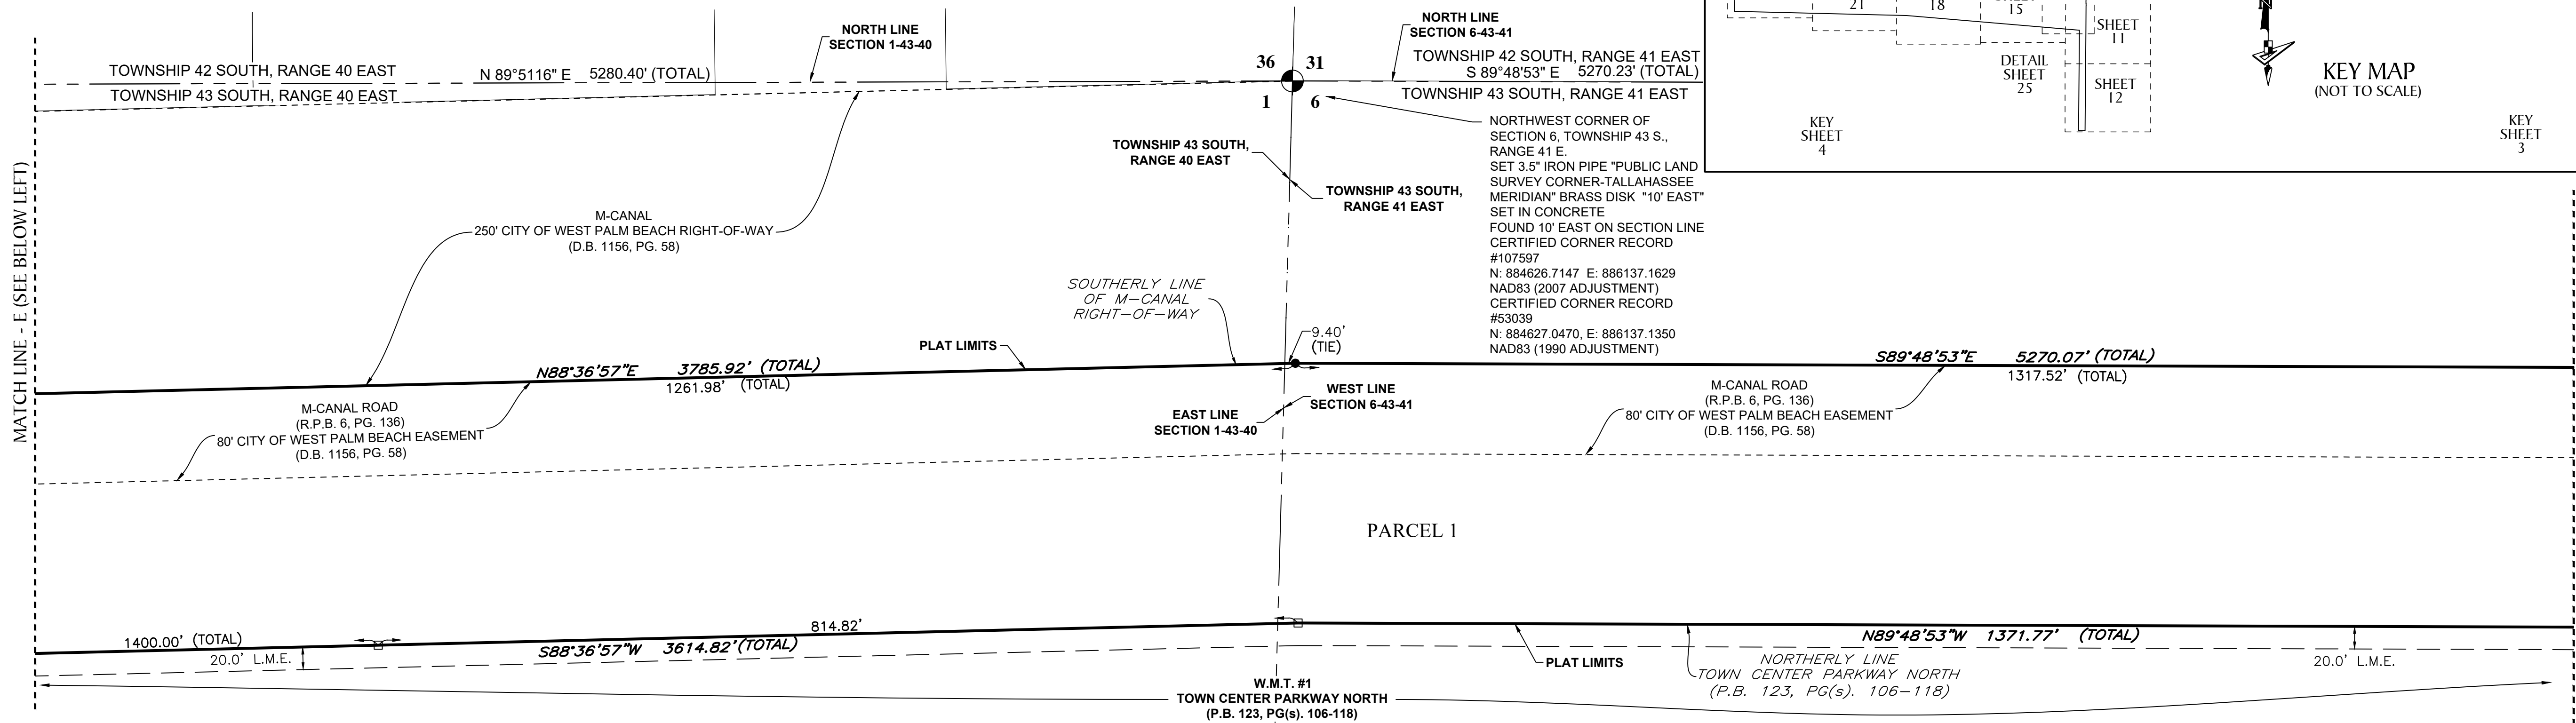 NORTH LINE
SECTION 1-43-40
NORTH LINE
SECTION 6-43-41
TOWNSHIP 42 SOUTH, RANGE 40 EAST
N 89°5116" E 5280.40' (TOTAL)
TOWNSHIP 43 SOUTH, RANGE 40 EAST
36 31
1 6
TOWNSHIP 42 SOUTH, RANGE 41 EAST
S 89°48'53" E 5270.23' (TOTAL)
TOWNSHIP 43 SOUTH, RANGE 41 EAST
21
18
15
SHEET
11
DETAIL
SHEET
25
SHEET
12
KEY
SHEET
4
N
KEY MAP
(NOT TO SCALE)
KEY
SHEET
3
NORTHWEST CORNER OF
SECTION 6, TOWNSHIP 43 S.,
RANGE 41 E.
SET 3.5" IRON PIPE "PUBLIC LAND
SURVEY CORNER-TALLAHASSEE
MERIDIAN" BRASS DISK "10' EAST"
SET IN CONCRETE
FOUND 10' EAST ON SECTION LINE
CERTIFIED CORNER RECORD
#107597
N: 884626.7147 E: 886137.1629
NAD83 (2007 ADJUSTMENT)
CERTIFIED CORNER RECORD
#53039
N: 884627.0470, E: 886137.1350
NAD83 (1990 ADJUSTMENT)
TOWNSHIP 43 SOUTH,
RANGE 40 EAST
TOWNSHIP 43 SOUTH,
RANGE 41 EAST
MATCH LINE - E (SEE BELOW LEFT)
M-CANAL
250' CITY OF WEST PALM BEACH RIGHT-OF-WAY
(D.B. 1156, PG. 58)
SOUTHERLY LINE
OF M-CANAL
RIGHT-OF-WAY
9.40'
(TIE)
PLAT LIMITS
N88°36'57"E 3785.92' (TOTAL)
1261.98' (TOTAL)
S89°48'53"E 5270.07' (TOTAL)
1317.52' (TOTAL)
M-CANAL ROAD
(R.P.B. 6, PG. 136)
80' CITY OF WEST PALM BEACH EASEMENT
(D.B. 1156, PG. 58)
WEST LINE
SECTION 6-43-41
EAST LINE
SECTION 1-43-40
M-CANAL ROAD
(R.P.B. 6, PG. 136)
80' CITY OF WEST PALM BEACH EASEMENT
(D.B. 1156, PG. 58)
PARCEL 1
1400.00' (TOTAL)
814.82'
20.0' L.M.E.
S88°36'57"W 3614.82' (TOTAL)
N89°48'53"W 1371.77' (TOTAL)
PLAT LIMITS
NORTHERLY LINE
TOWN CENTER PARKWAY NORTH
(P.B. 123, PG(s). 106-118)
20.0' L.M.E.
W.M.T. #1
TOWN CENTER PARKWAY NORTH
(P.B. 123, PG(s). 106-118)